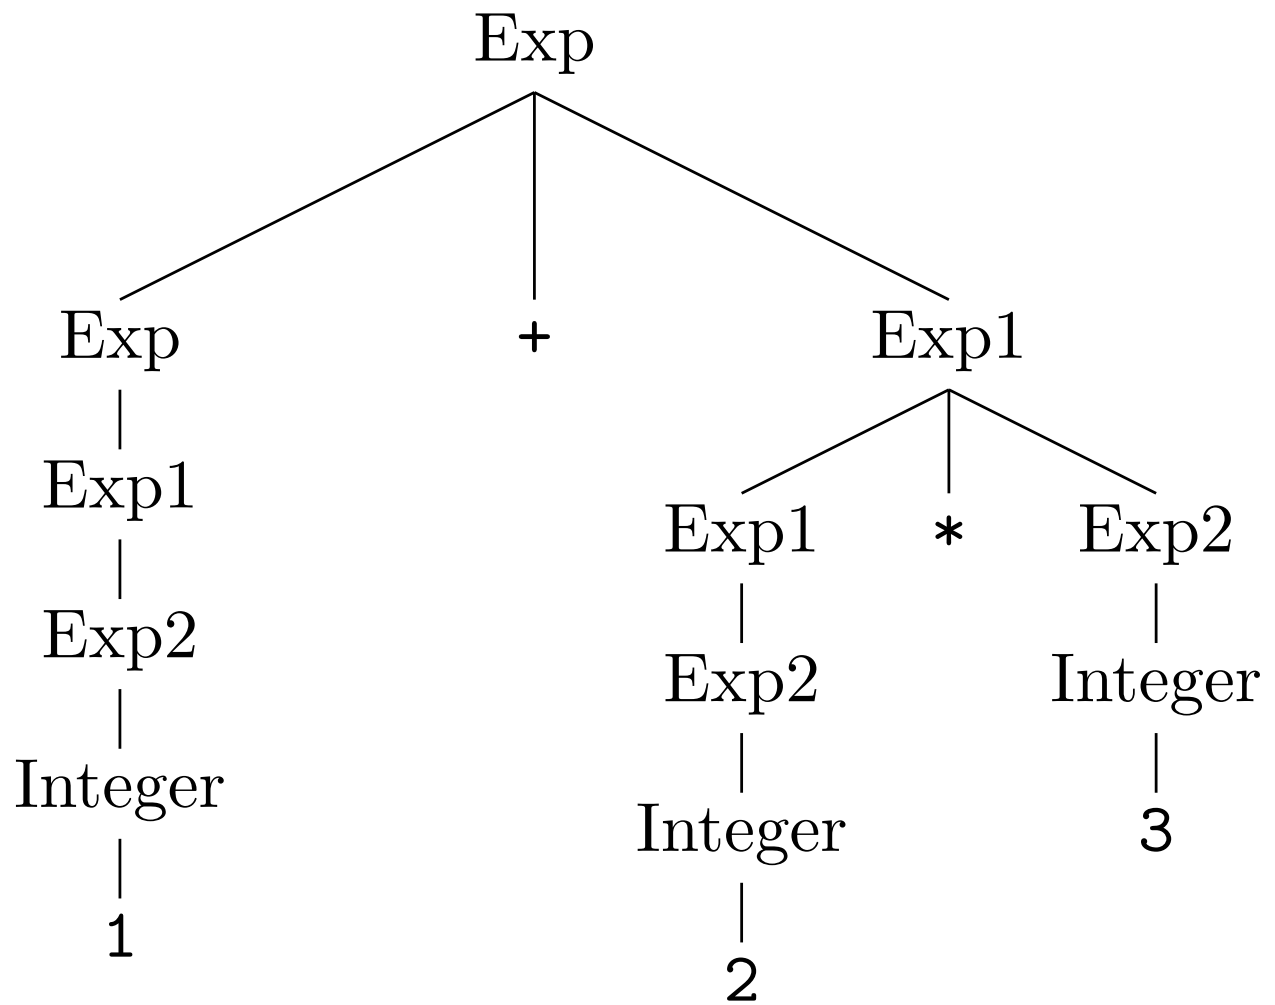 Exp
Exp + Exp1
Exp1
Exp1 * Exp2
Exp2
Exp2 Integer
Integer
Integer 3
1
2